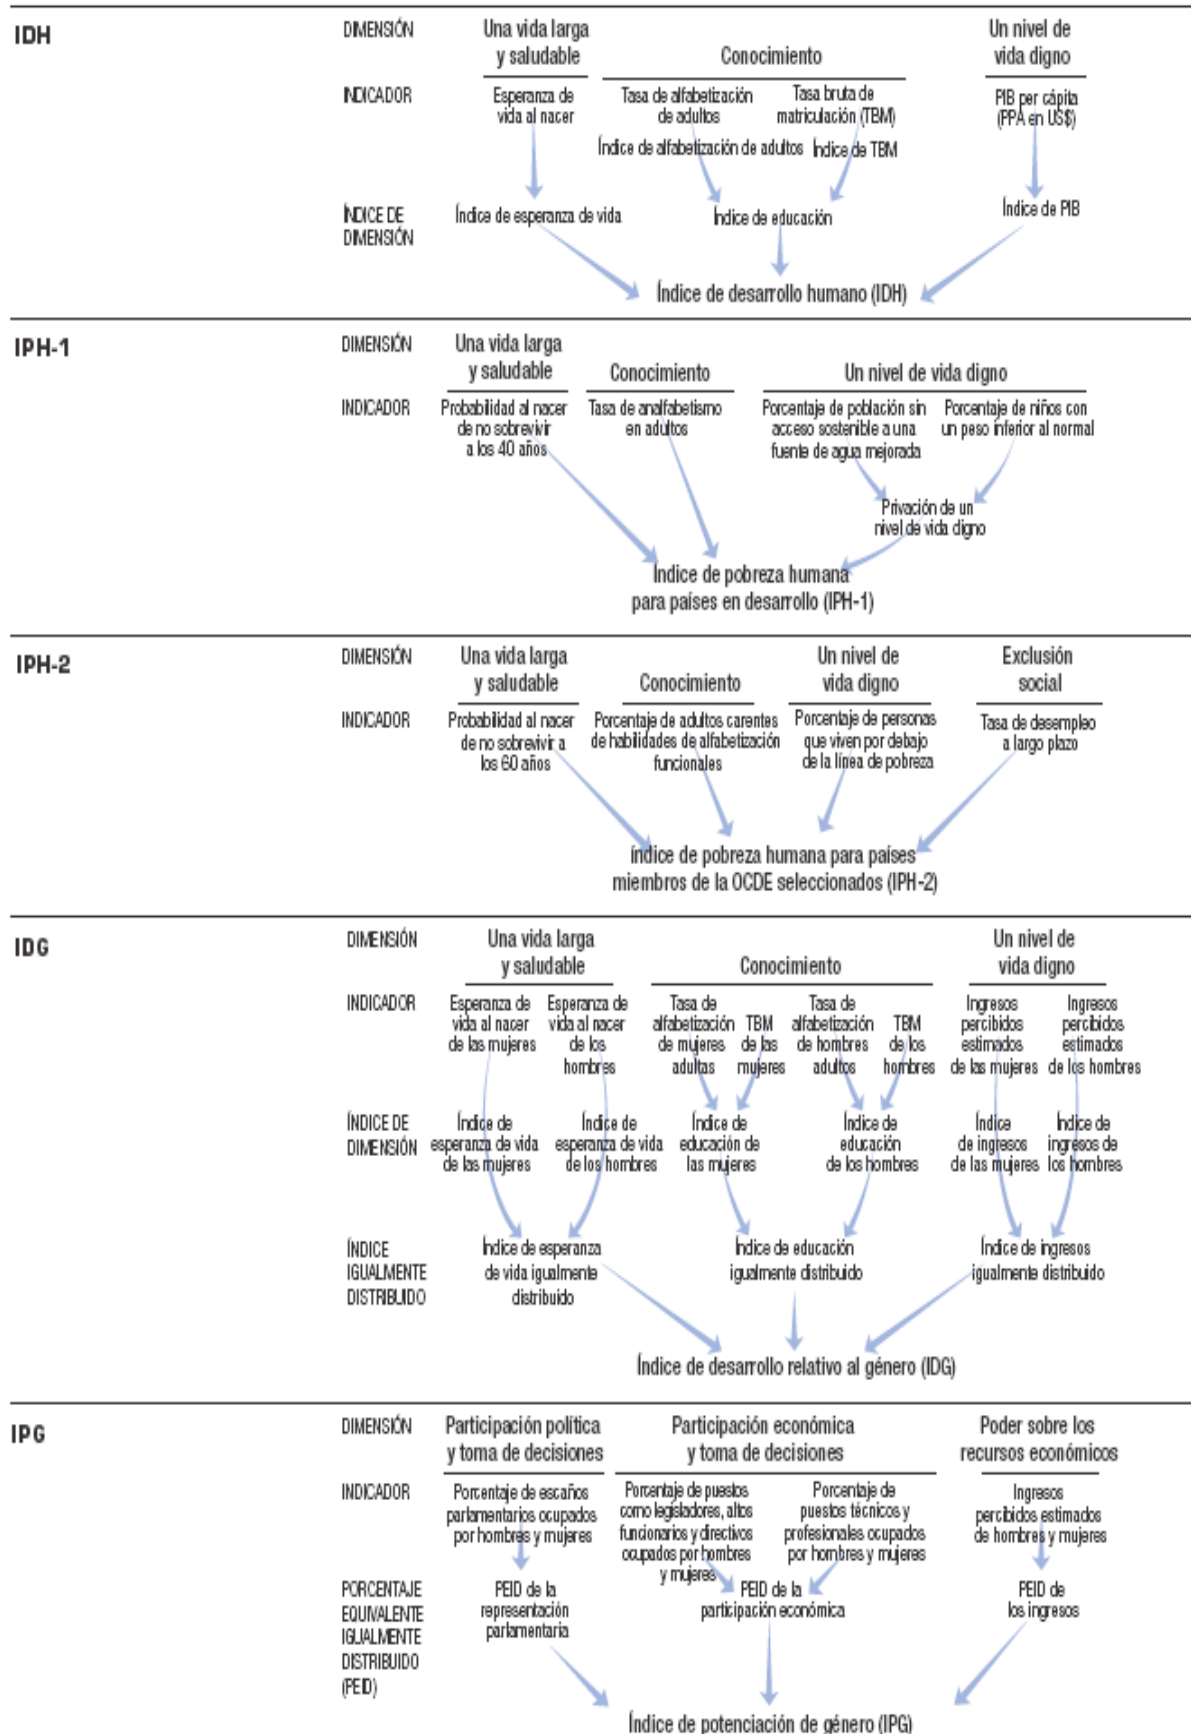 IDH
DIMENSIÓN
Una vida larga
y saludable
Conocimiento
Un nivel de
vida digno
INDICADOR
Esperanza de
vida al nacer
Tasa de alfabetización
de adultos
Tasa bruta de
matriculación (TBM)
PIB per cápita
(PPA en US$)
Índice de alfabetización de adultos
Índice de TBM
ÍNDICE DE
DIMENSIÓN
Índice de esperanza de vida
Índice de educación
Índice de PIB
Índice de desarrollo humano (IDH)
IPH-1
DIMENSIÓN
Una vida larga
y saludable
Conocimiento
Un nivel de vida digno
INDICADOR
Probabilidad al nacer
de no sobrevivir
a los 40 años
Tasa de analfabetismo
en adultos
Porcentaje de población sin
acceso sostenible a una
fuente de agua mejorada
Porcentaje de niños con
un peso inferior al normal
Privación de un
nivel de vida digno
Índice de pobreza humana
para países en desarrollo (IPH-1)
IPH-2
DIMENSIÓN
Una vida larga
y saludable
Conocimiento
Un nivel de
vida digno
Exclusión
social
INDICADOR
Probabilidad al nacer
de no sobrevivir a
los 60 años
Porcentaje de adultos carentes
de habilidades de alfabetización
funcionales
Porcentaje de personas
que viven por debajo
de la línea de pobreza
Tasa de desempleo
a largo plazo
índice de pobreza humana para países
miembros de la OCDE seleccionados (IPH-2)
IDG
DIMENSIÓN
Una vida larga
y saludable
Conocimiento
Un nivel de
vida digno
INDICADOR
Esperanza de
vida al nacer
de las mujeres
Esperanza de
vida al nacer
de los
hombres
Tasa de
alfabetización
de mujeres
adultas
TBM
de las
mujeres
Tasa de
alfabetización
de hombres
adultos
TBM
de los
hombres
Ingresos
percibidos
estimados
de las mujeres
Ingresos
percibidos
estimados
de los hombres
ÍNDICE DE
DIMENSIÓN
Índice de
esperanza de vida
de las mujeres
Índice de
esperanza de vida
de los hombres
Índice de
educación de
las mujeres
Índice de
educación
de los hombres
Índice
de ingresos
de las mujeres
Índice de
ingresos de
los hombres
ÍNDICE
IGUALMENTE
DISTRIBUIDO
Índice de esperanza
de vida igualmente
distribuido
Índice de educación
igualmente distribuido
Índice de ingresos
igualmente distribuido
Índice de desarrollo relativo al género (IDG)
IPG
DIMENSIÓN
Participación política
y toma de decisiones
Participación económica
y toma de decisiones
Poder sobre los
recursos económicos
INDICADOR
Porcentaje de escaños
parlamentarios ocupados
por hombres y mujeres
Porcentaje de puestos
como legisladores, altos
funcionarios y directivos
ocupados por hombres
y mujeres
Porcentaje de
puestos técnicos y
profesionales ocupados
por hombres y mujeres
Ingresos
percibidos estimados
de hombres y mujeres
PORCENTAJE
EQUIVALENTE
IGUALMENTE
DISTRIBUIDO
(PEID)
PEID de la
representación
parlamentaria
PEID de la
participación económica
PEID de
los ingresos
Índice de potenciación de género (IPG)